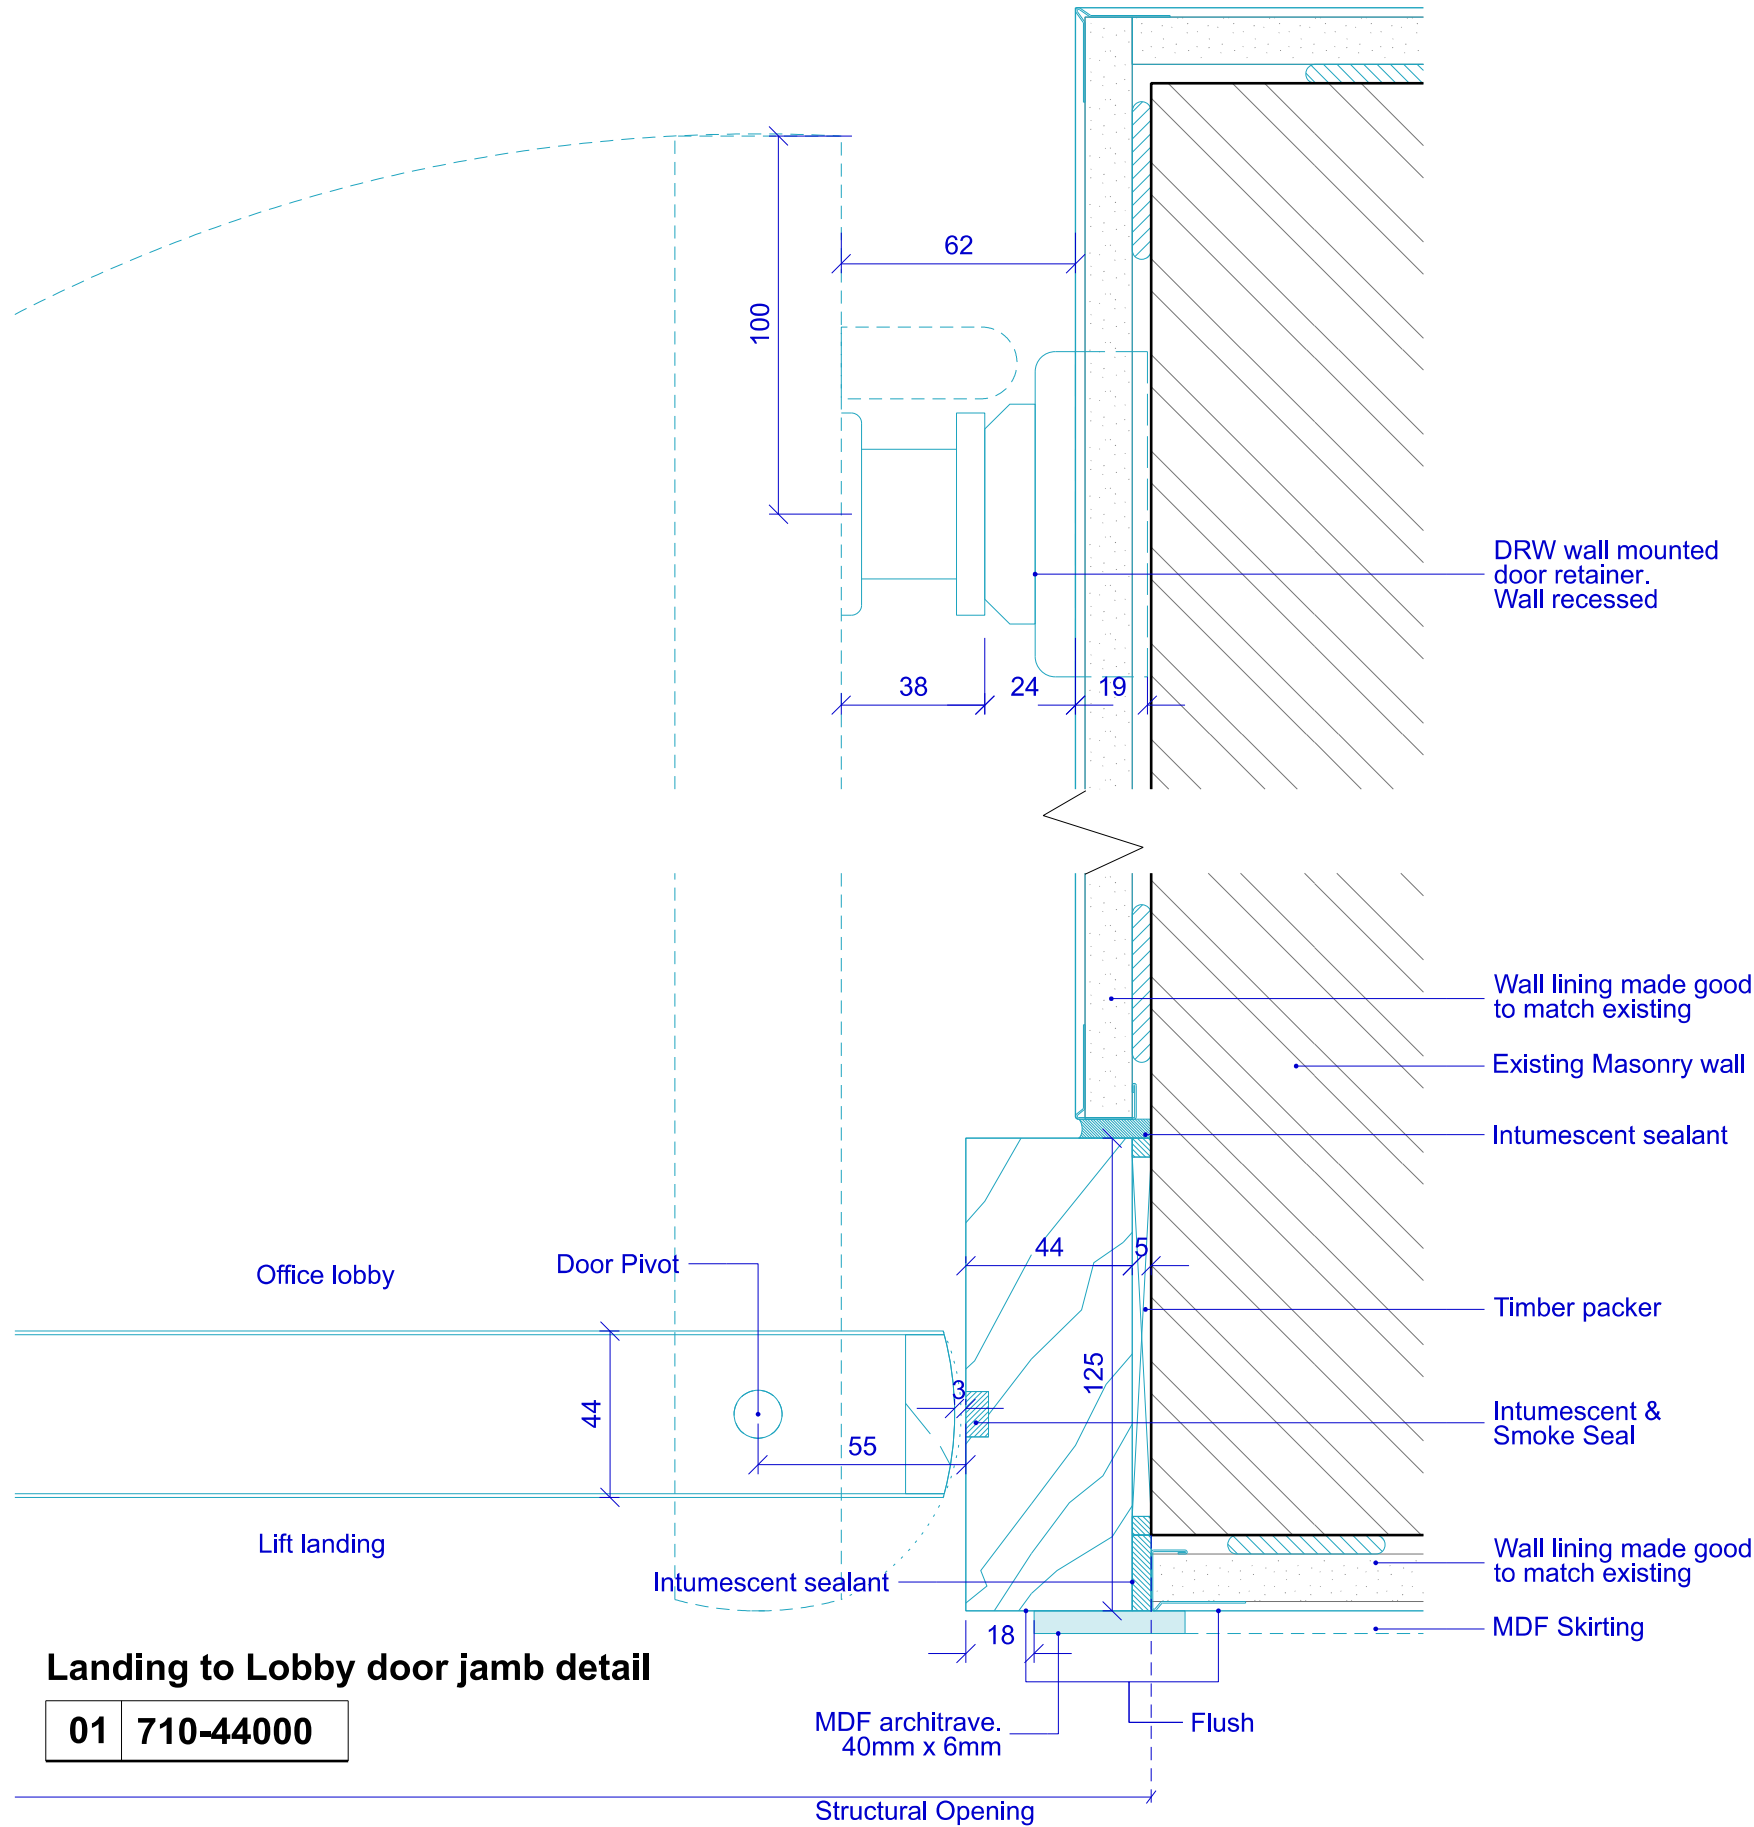 62
100
DRW wall mounted
door retainer.
Wall recessed
38
24
19
Wall lining made good
to match existing
Existing Masonry wall
Intumescent sealant
44
5
Door Pivot
Office lobby
Timber packer
125
3
44
55
Intumescent &
Smoke Seal
Lift landing
Intumescent sealant
Wall lining made good
to match existing
MDF Skirting
18
Landing to Lobby door jamb detail
01 710-44000
MDF architrave.
40mm x 6mm
Flush
Structural Opening